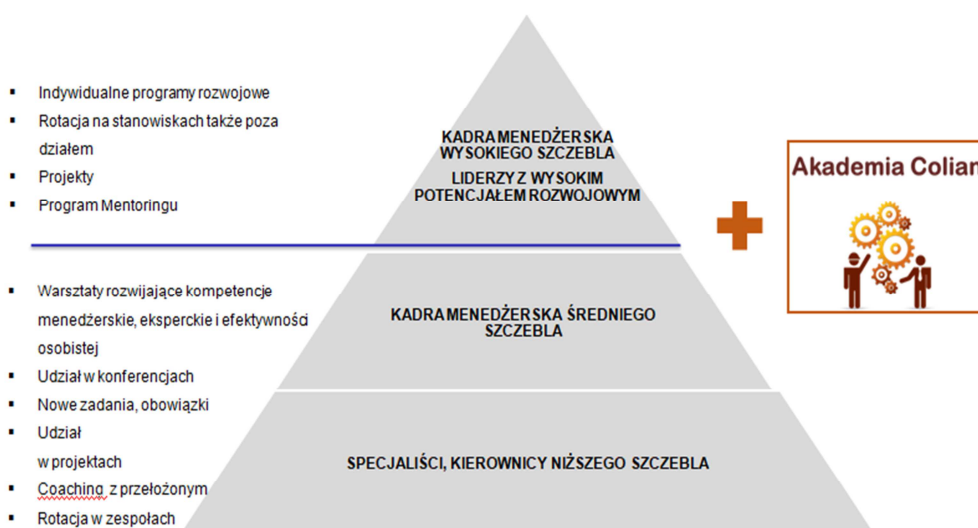 Indywidualne programy rozwojowe
Rotacja na stanowiskach także poza
działem
Projekty
Program Mentoringu
KADRA MENEDŻERSKA
WYSOKIEGO SZCZEBLA
LIDERZY Z WYSOKIM
POTENCJAŁEM ROZWOJOWYM
Akademia Colian
Warsztaty rozwijające kompetencje
menedżerskie, eksperckie i efektywności
osobistej
Udział w konferencjach
Nowe zadania, obowiązki
Udział
w projektach
Coaching z przełożonym
Rotacja w zespołach
KADRA MENEDŻERSKA ŚREDNIEGO
SZCZEBLA
SPECJALIŚCI, KIEROWNICY NIŻSZEGO SZCZEBLA